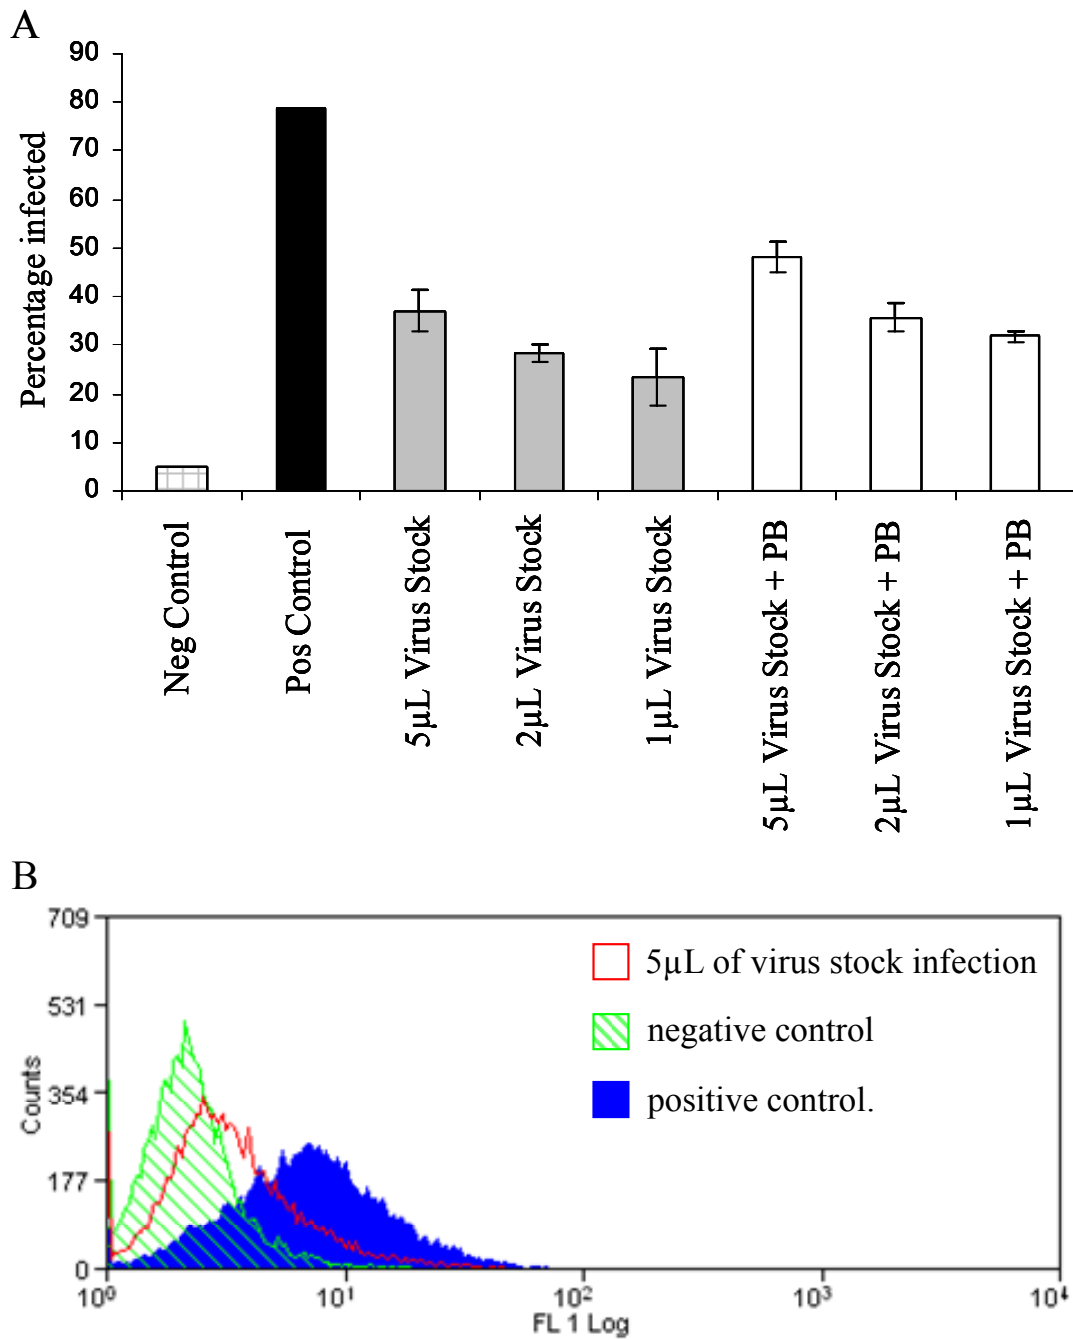 A
90
80
70
60
50
40
30
20
10
0
Percentage infected
Neg Control
Pos Control
5µL Virus Stock
2µL Virus Stock
1µL Virus Stock
5µL Virus Stock + PB
2µL Virus Stock + PB
1µL Virus Stock + PB
B
709
531
354
177
0
Counts
5µL of virus stock infection
negative control
positive control.
10⁰
10¹
10²
10³
10⁴
FL 1 Log